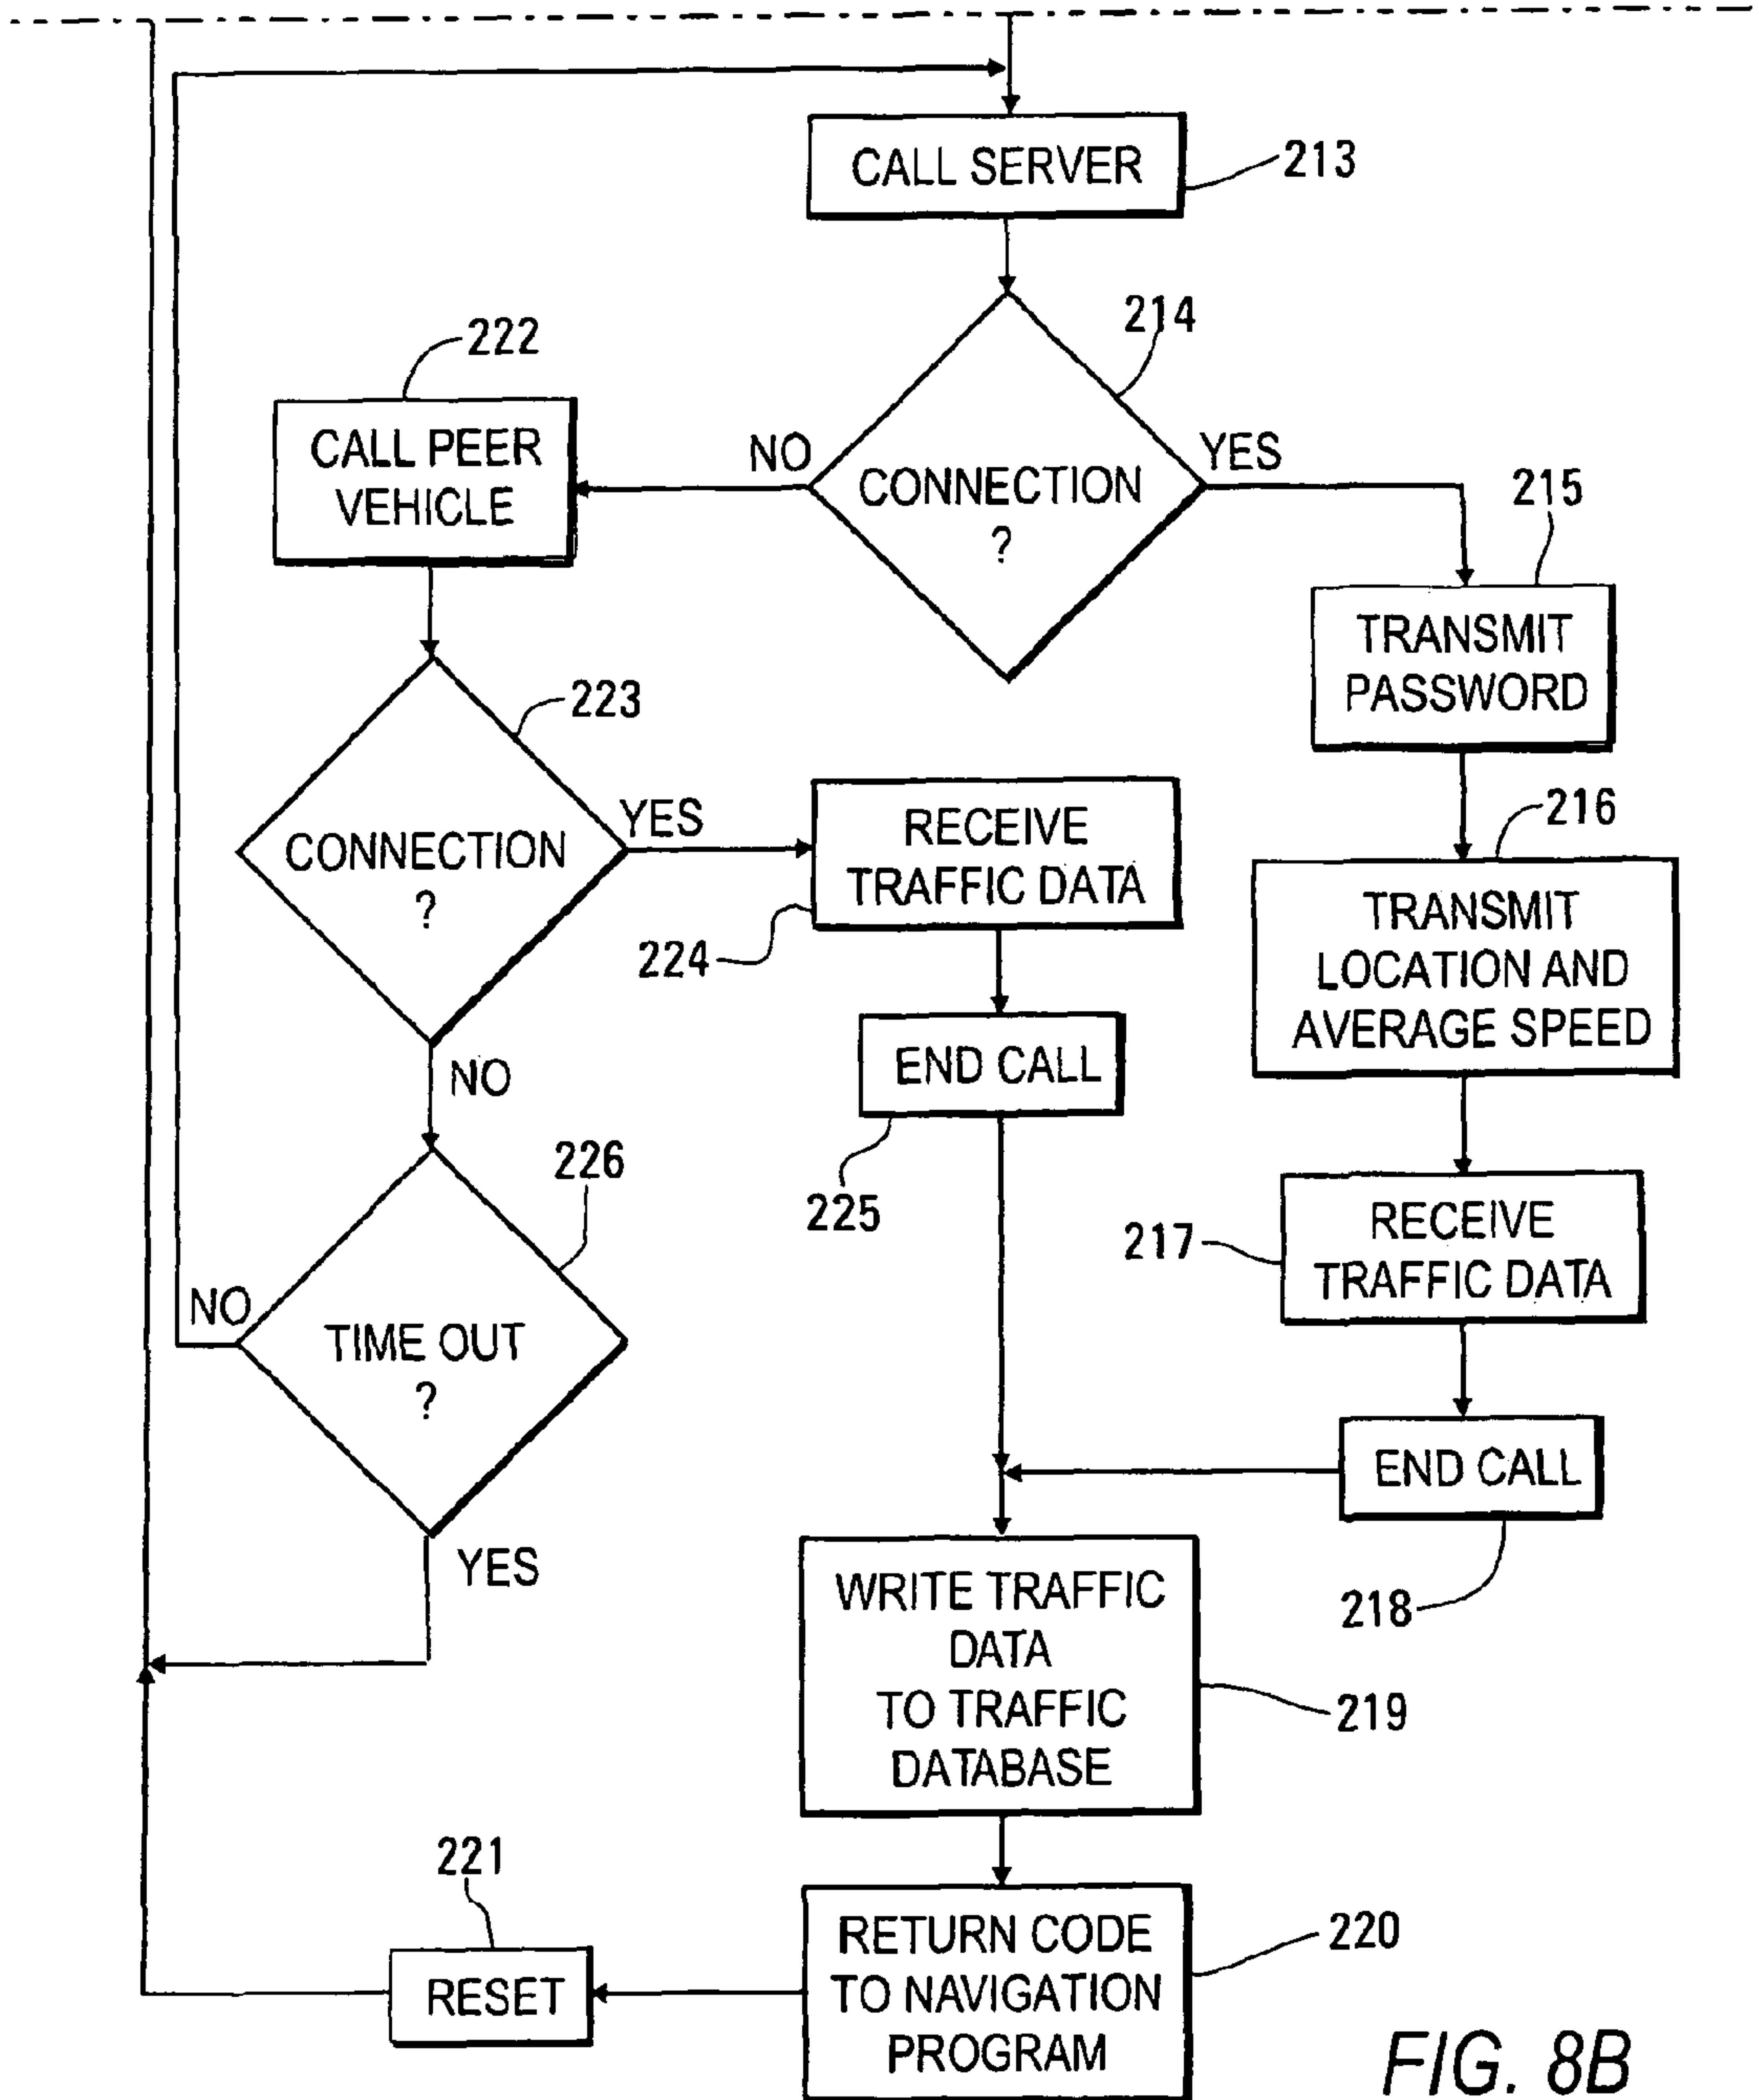 CALL SERVER
213
214
CONNECTION
?
NO
YES
222
CALL PEER
VEHICLE
215
TRANSMIT
PASSWORD
223
CONNECTION
?
YES
NO
RECEIVE
TRAFFIC DATA
224
216
TRANSMIT
LOCATION AND
AVERAGE SPEED
END CALL
225
226
TIME OUT
?
NO
YES
217
RECEIVE
TRAFFIC DATA
END CALL
218
WRITE TRAFFIC
DATA
TO TRAFFIC
DATABASE
219
221
RESET
RETURN CODE
TO NAVIGATION
PROGRAM
220
FIG. 8B